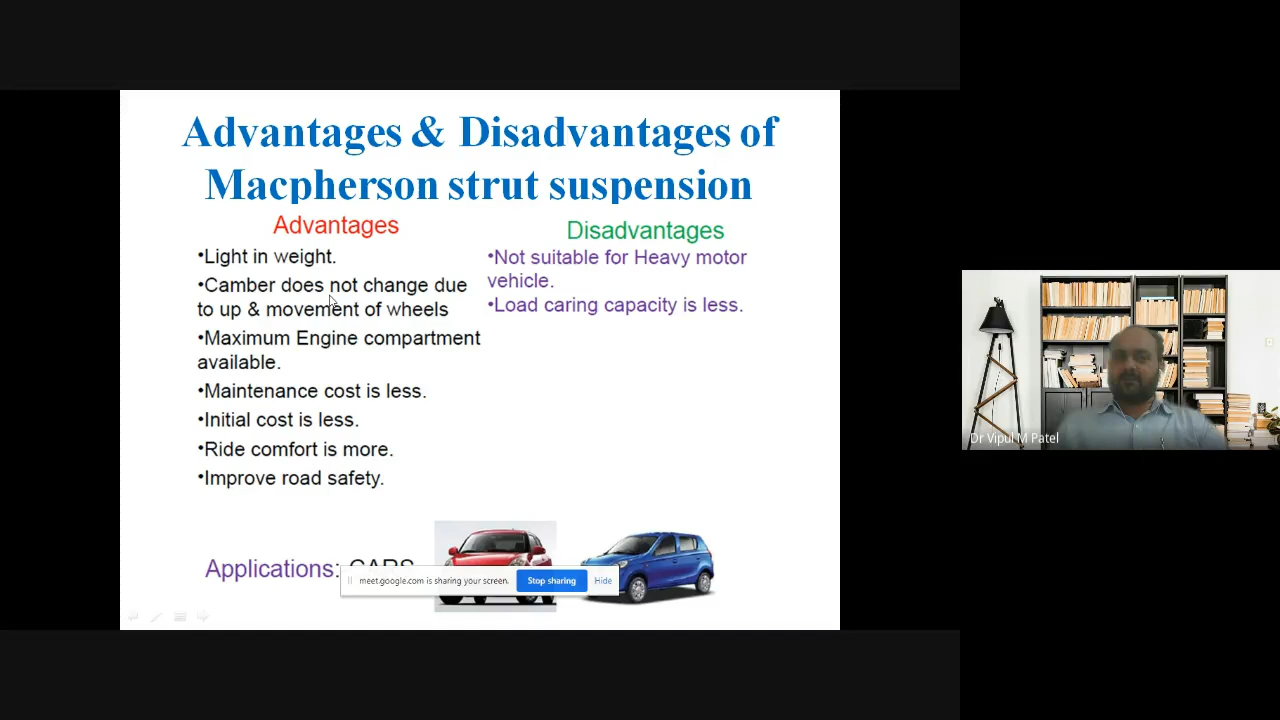 Advantages & Disadvantages of
Macpherson strut suspension
Advantages
•Light in weight.
•Camber does not change due
to up & movement of wheels
•Maximum Engine compartment
available.
•Maintenance cost is less.
•Initial cost is less.
•Ride comfort is more.
•Improve road safety.
Disadvantages
•Not suitable for Heavy motor
vehicle.
•Load caring capacity is less.
Applications: CARS
meet.google.com is sharing your screen.
Stop sharing
Hide
Dr Vipul M Patel